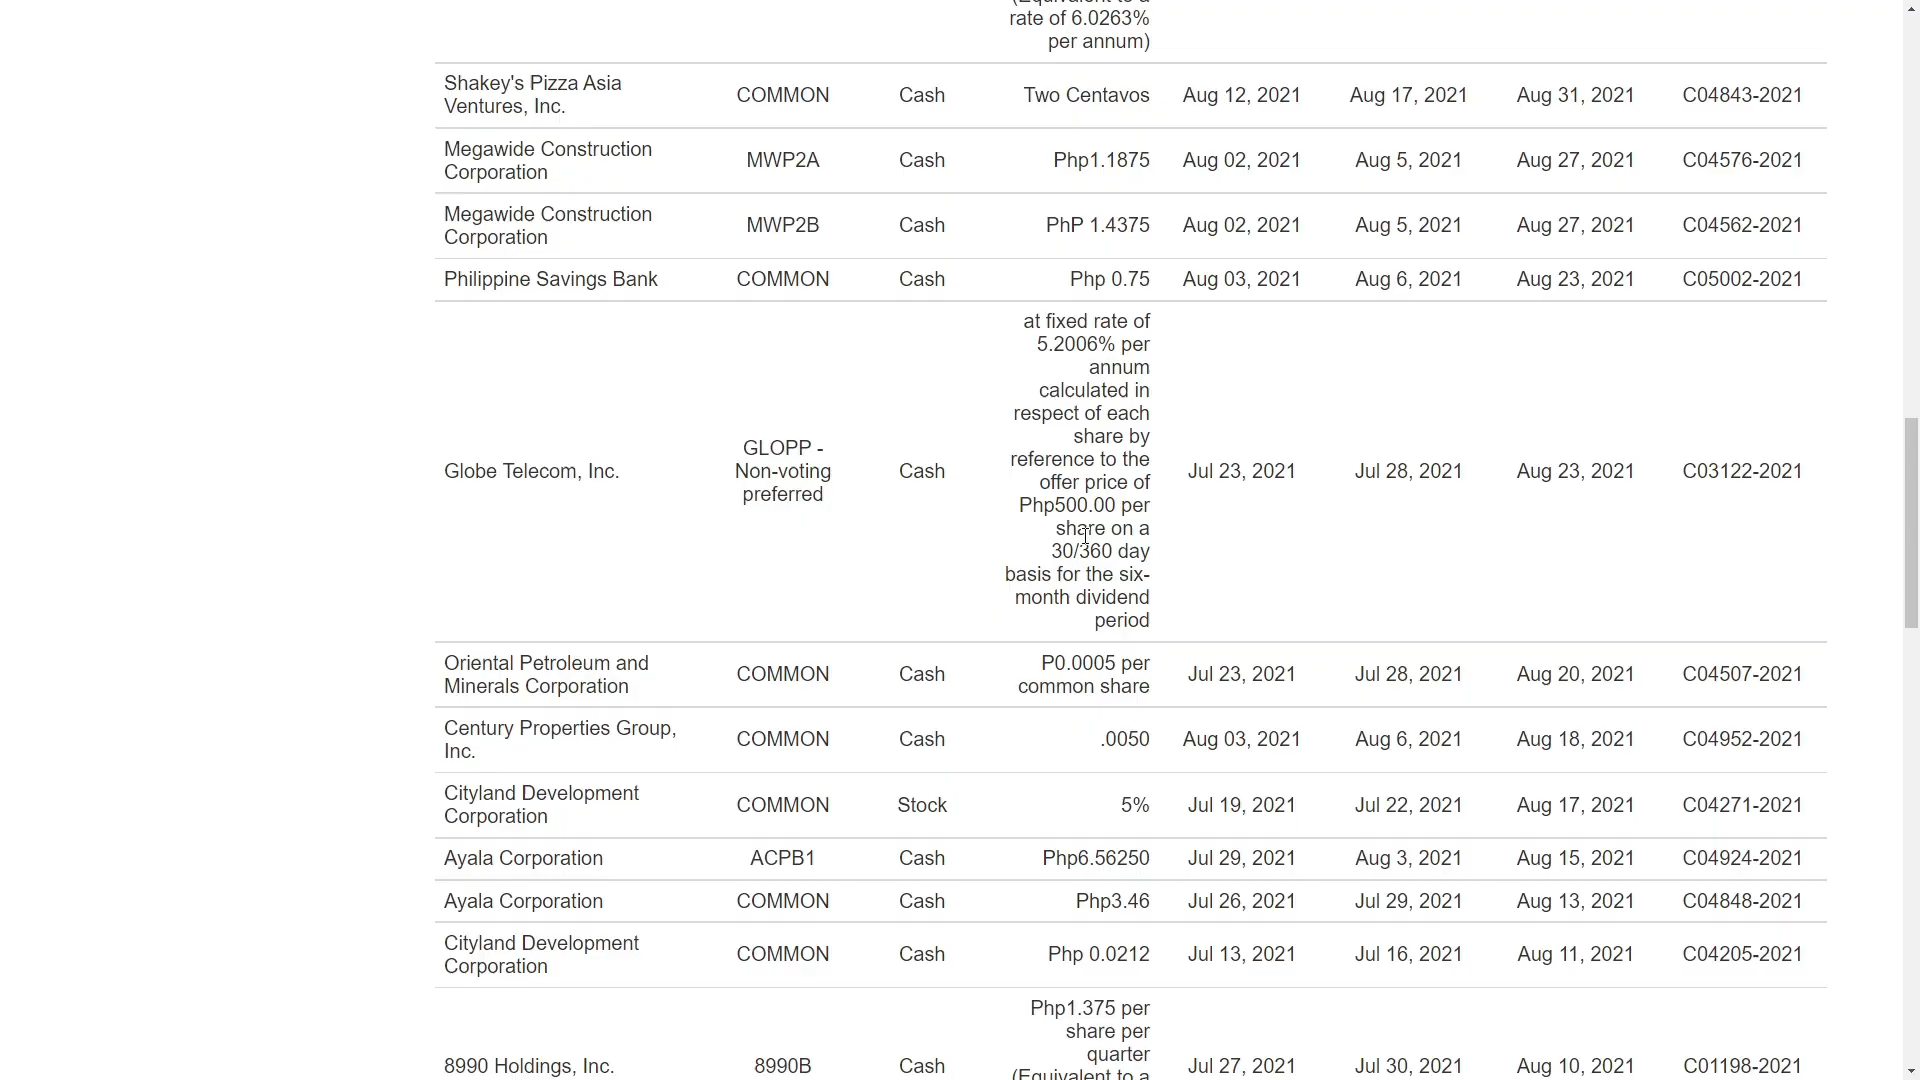 (Equivalent to a
rate of 6.0263%
per annum)
Shakey's Pizza Asia
Ventures, Inc.
COMMON
Cash
Two Centavos
Aug 12, 2021
Aug 17, 2021
Aug 31, 2021
C04843-2021
Megawide Construction
Corporation
MWP2A
Cash
Php1.1875
Aug 02, 2021
Aug 5, 2021
Aug 27, 2021
C04576-2021
Megawide Construction
Corporation
MWP2B
Cash
PhP 1.4375
Aug 02, 2021
Aug 5, 2021
Aug 27, 2021
C04562-2021
Philippine Savings Bank
COMMON
Cash
Php 0.75
Aug 03, 2021
Aug 6, 2021
Aug 23, 2021
C05002-2021
Globe Telecom, Inc.
GLOPP -
Non-voting
preferred
Cash
at fixed rate of
5.2006% per
annum
calculated in
respect of each
share by
reference to the
offer price of
Php500.00 per
share on a
30/360 day
basis for the six-
month dividend
period
Jul 23, 2021
Jul 28, 2021
Aug 23, 2021
C03122-2021
Oriental Petroleum and
Minerals Corporation
COMMON
Cash
P0.0005 per
common share
Jul 23, 2021
Jul 28, 2021
Aug 20, 2021
C04507-2021
Century Properties Group,
Inc.
COMMON
Cash
.0050
Aug 03, 2021
Aug 6, 2021
Aug 18, 2021
C04952-2021
Cityland Development
Corporation
COMMON
Stock
5%
Jul 19, 2021
Jul 22, 2021
Aug 17, 2021
C04271-2021
Ayala Corporation
ACPB1
Cash
Php6.56250
Jul 29, 2021
Aug 3, 2021
Aug 15, 2021
C04924-2021
Ayala Corporation
COMMON
Cash
Php3.46
Jul 26, 2021
Jul 29, 2021
Aug 13, 2021
C04848-2021
Cityland Development
Corporation
COMMON
Cash
Php 0.0212
Jul 13, 2021
Jul 16, 2021
Aug 11, 2021
C04205-2021
8990 Holdings, Inc.
8990B
Cash
Php1.375 per
share per
quarter
(Equivalent to a
Jul 27, 2021
Jul 30, 2021
Aug 10, 2021
C01198-2021